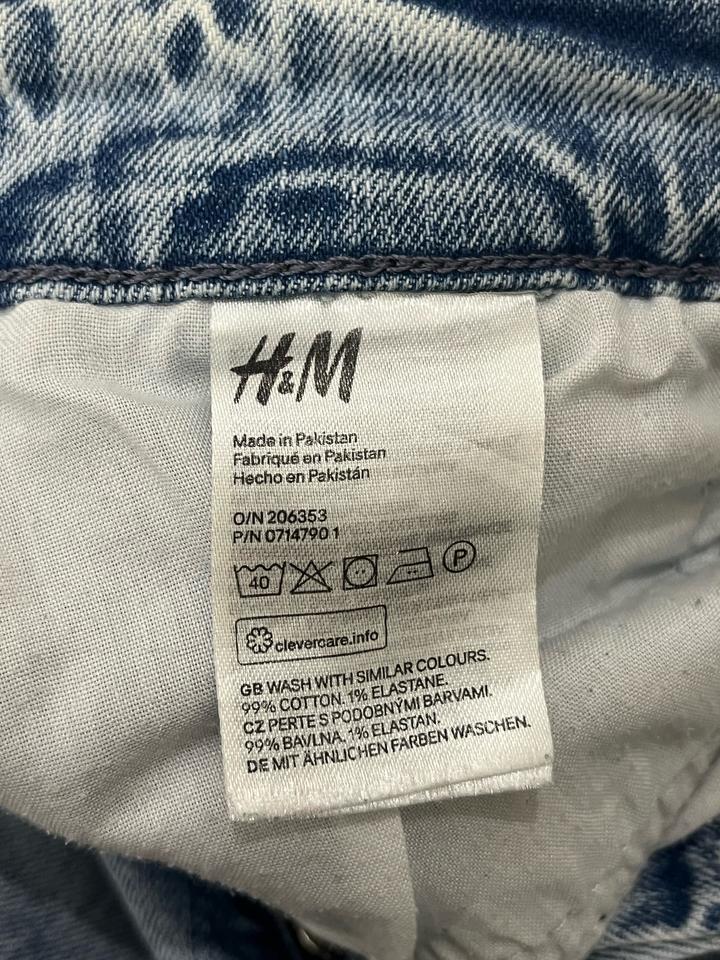 H&M
Made in Pakistan
Fabriqué en Pakistan
Hecho en Pakistán
O/N 206353
P/N 0714790 1
40 P
clevercare.info
GB WASH WITH SIMILAR COLOURS.
99% COTTON. 1% ELASTANE.
CZ PERTE S PODOBNÝMI BARVAMI.
99% BAVLNA. 1% ELASTAN.
DE MIT ÄHNLICHEN FARBEN WASCHEN.